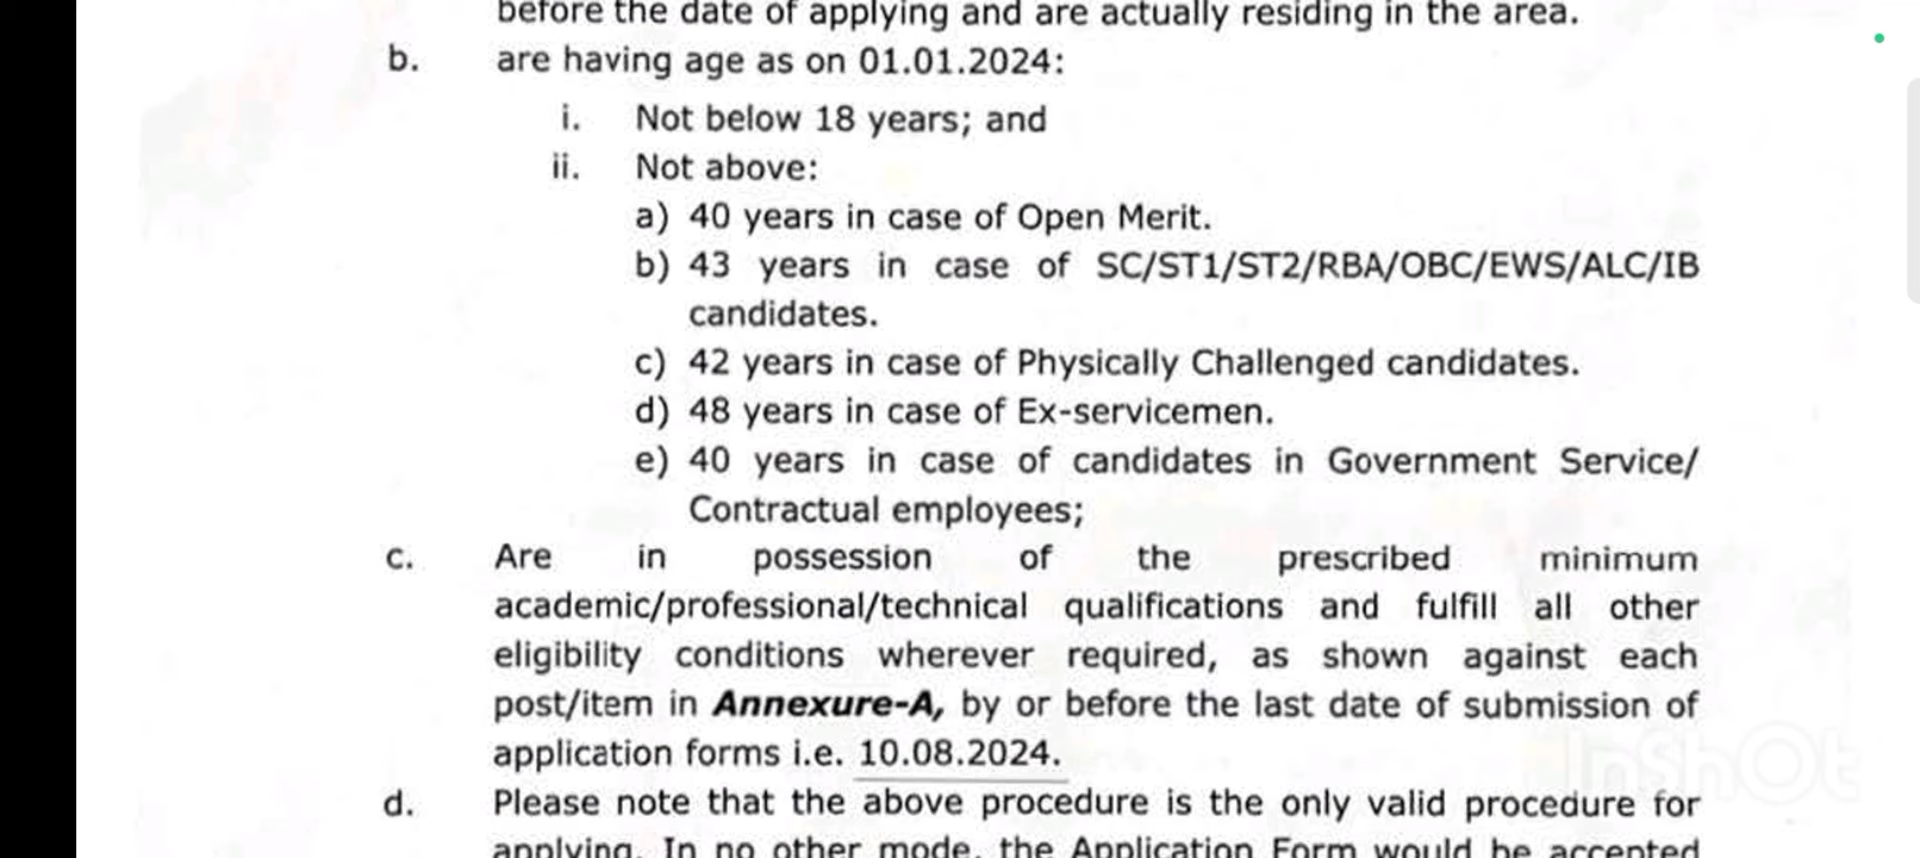 before the date of applying and are actually residing in the area.
b. are having age as on 01.01.2024:
i. Not below 18 years; and
ii. Not above:
a) 40 years in case of Open Merit.
b) 43 years in case of SC/ST1/ST2/RBA/OBC/EWS/ALC/IB
candidates.
c) 42 years in case of Physically Challenged candidates.
d) 48 years in case of Ex-servicemen.
e) 40 years in case of candidates in Government Service/
Contractual employees;
c. Are in possession of the prescribed minimum
academic/professional/technical qualifications and fulfill all other
eligibility conditions wherever required, as shown against each
post/item in Annexure-A, by or before the last date of submission of
application forms i.e. 10.08.2024.
InShOt
d. Please note that the above procedure is the only valid procedure for
applying. In no other mode, the Application Form would be accepted